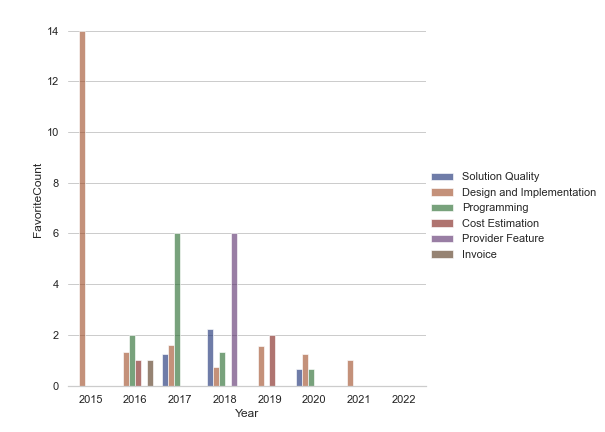 14
12
10
8
6
4
2
0
FavoriteCount
2015 2016 2017 2018 2019 2020 2021 2022
Year
Solution Quality
Design and Implementation
Programming
Cost Estimation
Provider Feature
Invoice